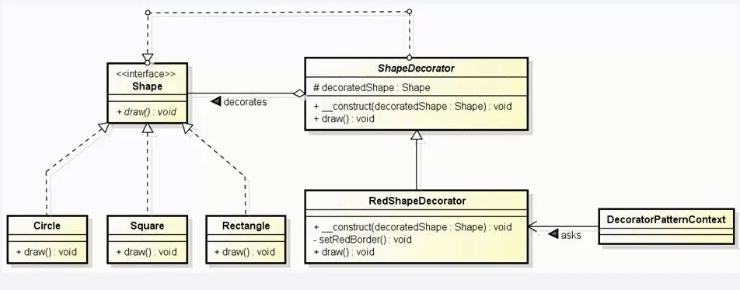 <<interface>>
Shape
+ draw() : void
ShapeDecorator
# decoratedShape : Shape
+ __construct(decoratedShape : Shape) : void
+ draw() : void
decorates
Circle
+ draw() : void
Square
+ draw() : void
Rectangle
+ draw() : void
RedShapeDecorator
+ __construct(decoratedShape : Shape) : void
- setRedBorder() : void
+ draw() : void
asks
DecoratorPatternContext